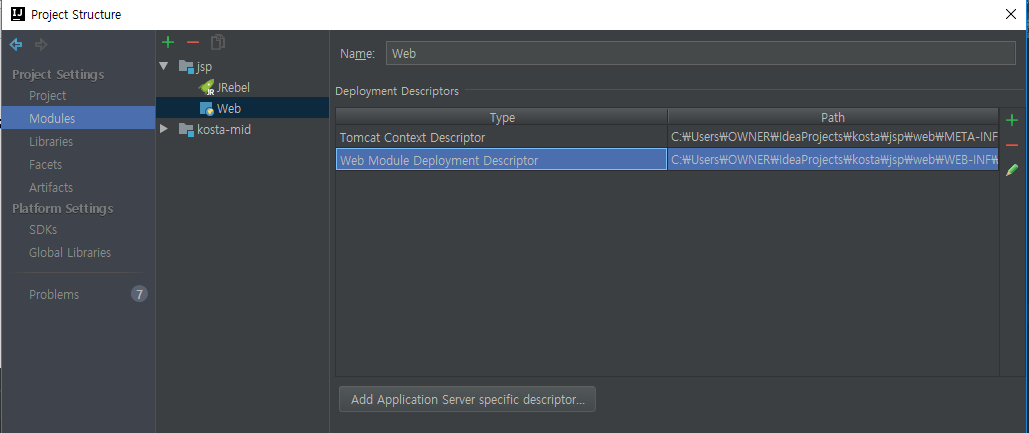 IJ Project Structure
Project Settings
Project
Modules
Libraries
Facets
Artifacts
Platform Settings
SDKs
Global Libraries
Problems 7
jsp
JR JRebel
Web
kosta-mid
Name: Web
Deployment Descriptors
Type Path
Tomcat Context Descriptor C:₩Users₩OWNER₩IdeaProjects₩kosta₩jsp₩web₩META-INF
Web Module Deployment Descriptor C:₩Users₩OWNER₩IdeaProjects₩kosta₩jsp₩web₩WEB-INF₩
Add Application Server specific descriptor...